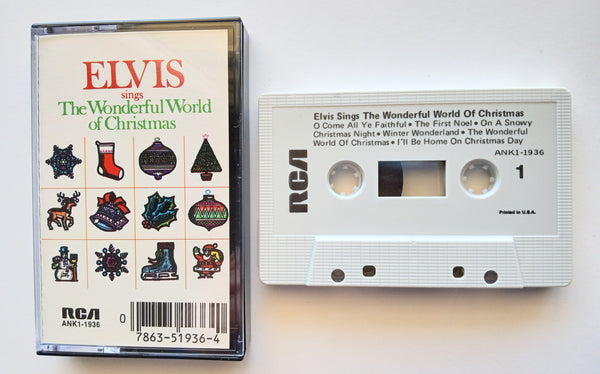 ELVIS
sings
The Wonderful World
of Christmas
RCA
ANK1-1936
0
7863-51936-4
Elvis Sings The Wonderful World Of Christmas
O Come All Ye Faithful • The First Noel • On A Snowy
Christmas Night • Winter Wonderland • The Wonderful
World Of Christmas • I'll Be Home On Christmas Day
ANK1-1936
RCA
1
Printed in U.S.A.